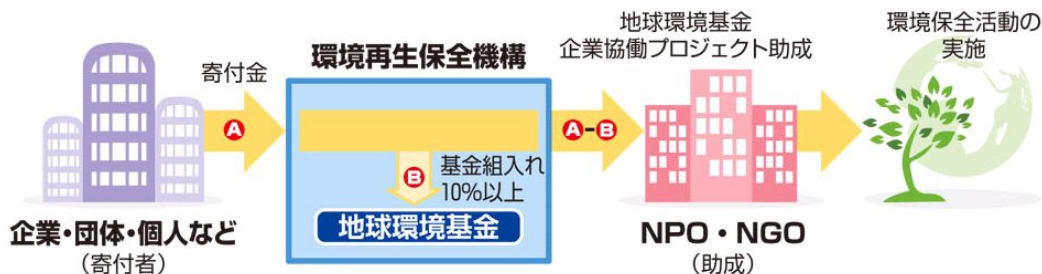 寄付金
A
企業・団体・個人など
(寄付者)
環境再生保全機構
B
基金組入れ
10%以上
地球環境基金
地球環境基金
企業協働プロジェクト助成
A-B
NPO・NGO
(助成)
環境保全活動の
実施